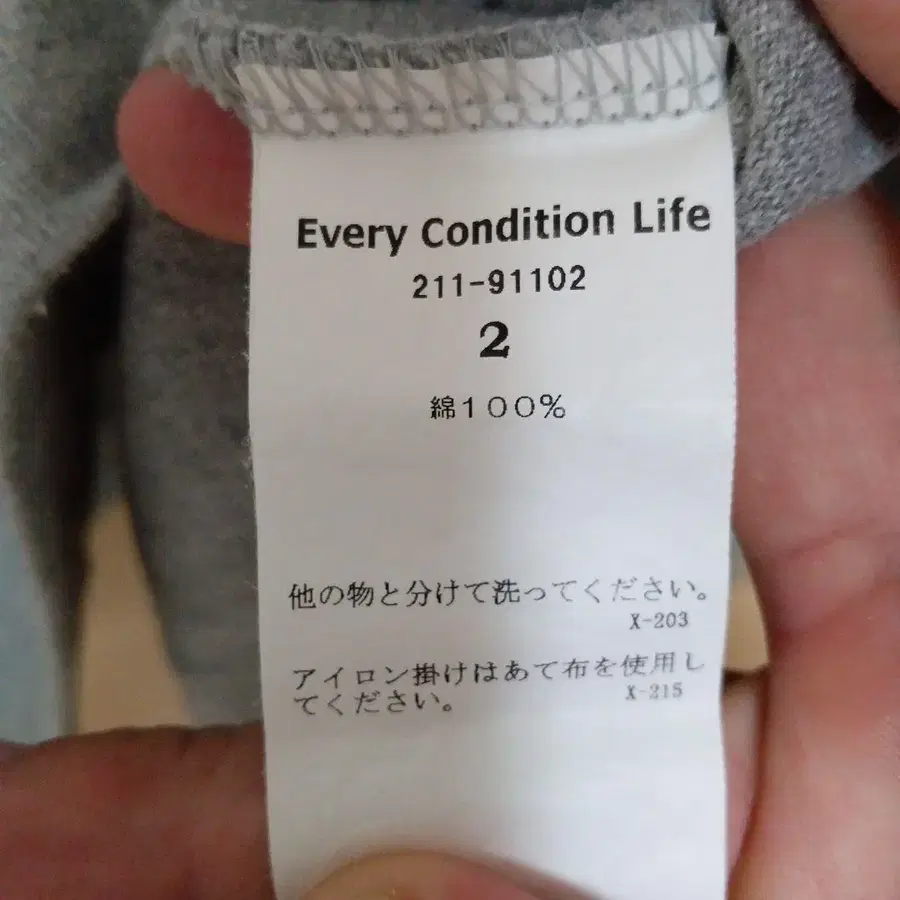 Every Condition Life
211-91102
2
綿１００％
他の物と分けて洗ってください。
X-203
アイロン掛けはあて布を使用し
てください。
X-215